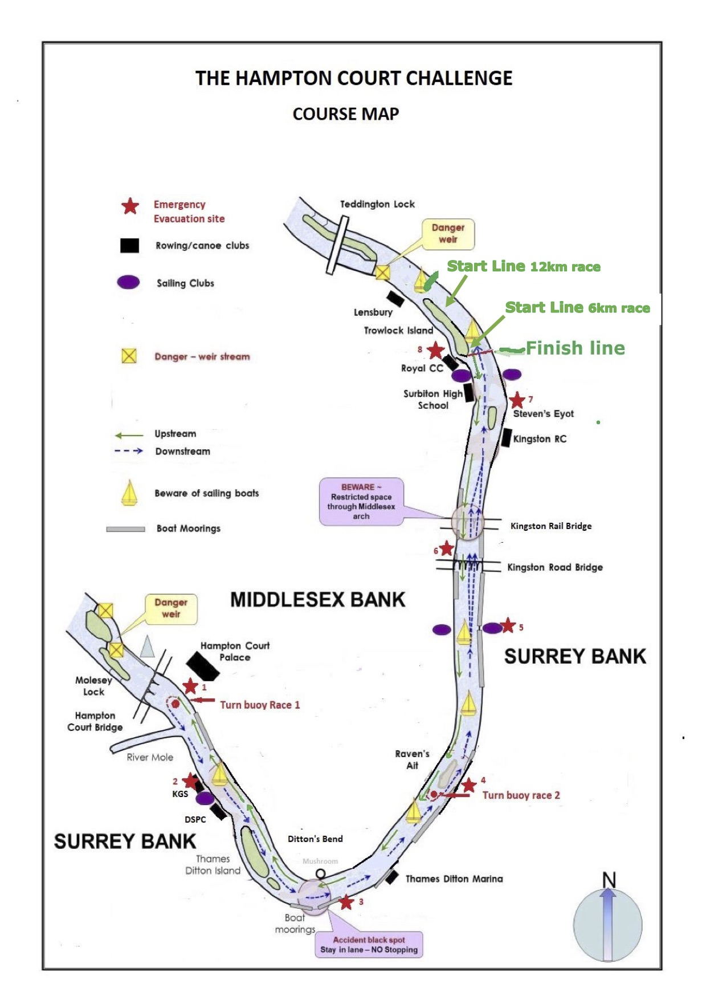 THE HAMPTON COURT CHALLENGE
COURSE MAP
Emergency
Evacuation site
Rowing/canoe clubs
Sailing Clubs
Danger – weir stream
Upstream
Downstream
Beware of sailing boats
Boat Moorings
Teddington Lock
Danger
weir
Start Line 12km race
Lensbury
Start Line 6km race
Trowlock Island
Finish line
8
Royal CC
Surbiton High
School
7
Steven's Eyot
Kingston RC
BEWARE ~
Restricted space
through Middlesex
arch
Kingston Rail Bridge
6
Kingston Road Bridge
MIDDLESEX BANK
5
SURREY BANK
Danger
weir
Hampton Court
Palace
Molesey
Lock
1
Turn buoy Race 1
Hampton
Court Bridge
River Mole
Raven's
Ait
2
KGS
4
Turn buoy race 2
DSPC
SURREY BANK
Ditton's Bend
Thames
Ditton Island
Mushroom
Thames Ditton Marina
3
Boat
moorings
Accident black spot
Stay in lane – NO Stopping
N